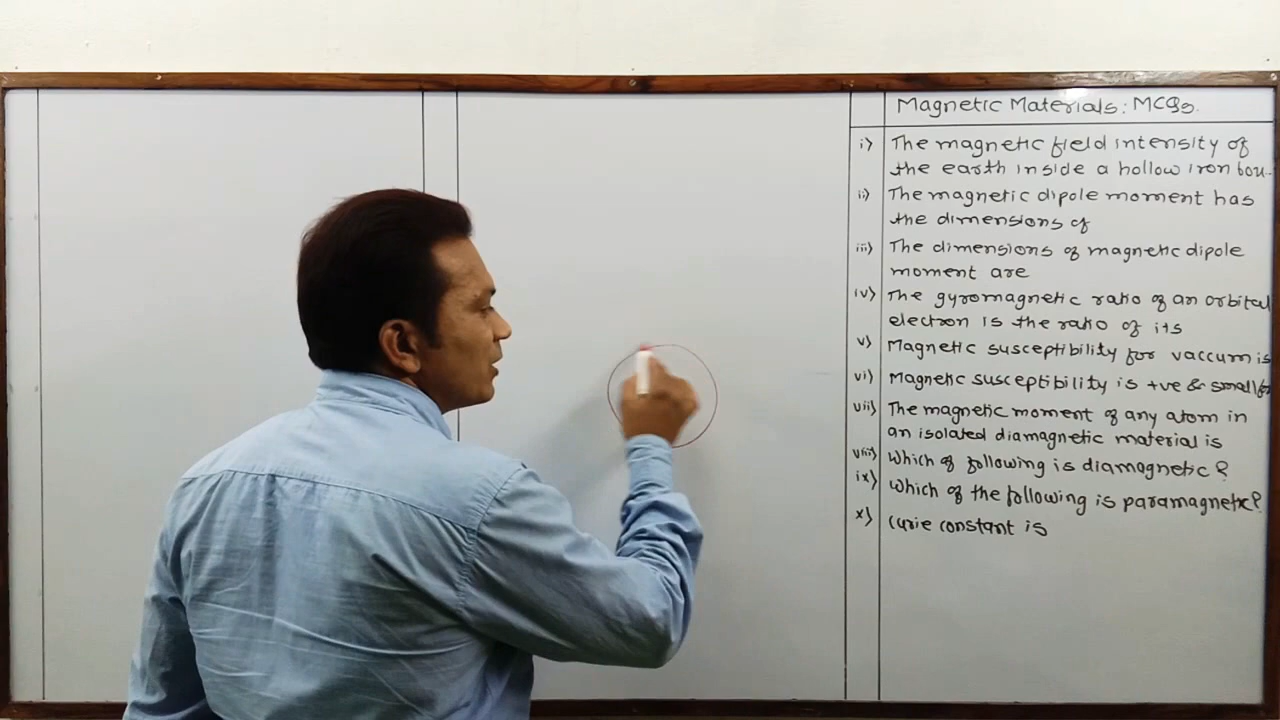 Magnetic Materials: MCQs.
i) The magnetic field intensity of
the earth inside a hollow iron bou..
ii) The magnetic dipole moment has
the dimensions of
iii) The dimensions of magnetic dipole
moment are
iv) The gyromagnetic ratio of an orbital
electron is the ratio of its
v) Magnetic susceptibility for vaccum is
vi) Magnetic susceptibility is +ve & small for
vii) The magnetic moment of any atom in
an isolated diamagnetic material is
viii) Which of following is diamagnetic?
ix) Which of the following is paramagnetic?
x) Curie constant is